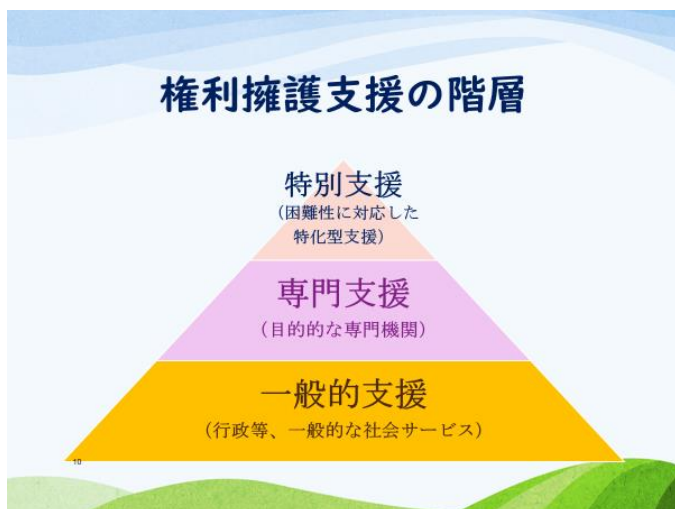 権利擁護支援の階層
特別支援
（困難性に対応した
特化型支援）
専門支援
（目的的な専門機関）
一般的支援
（行政等、一般的な社会サービス）
10